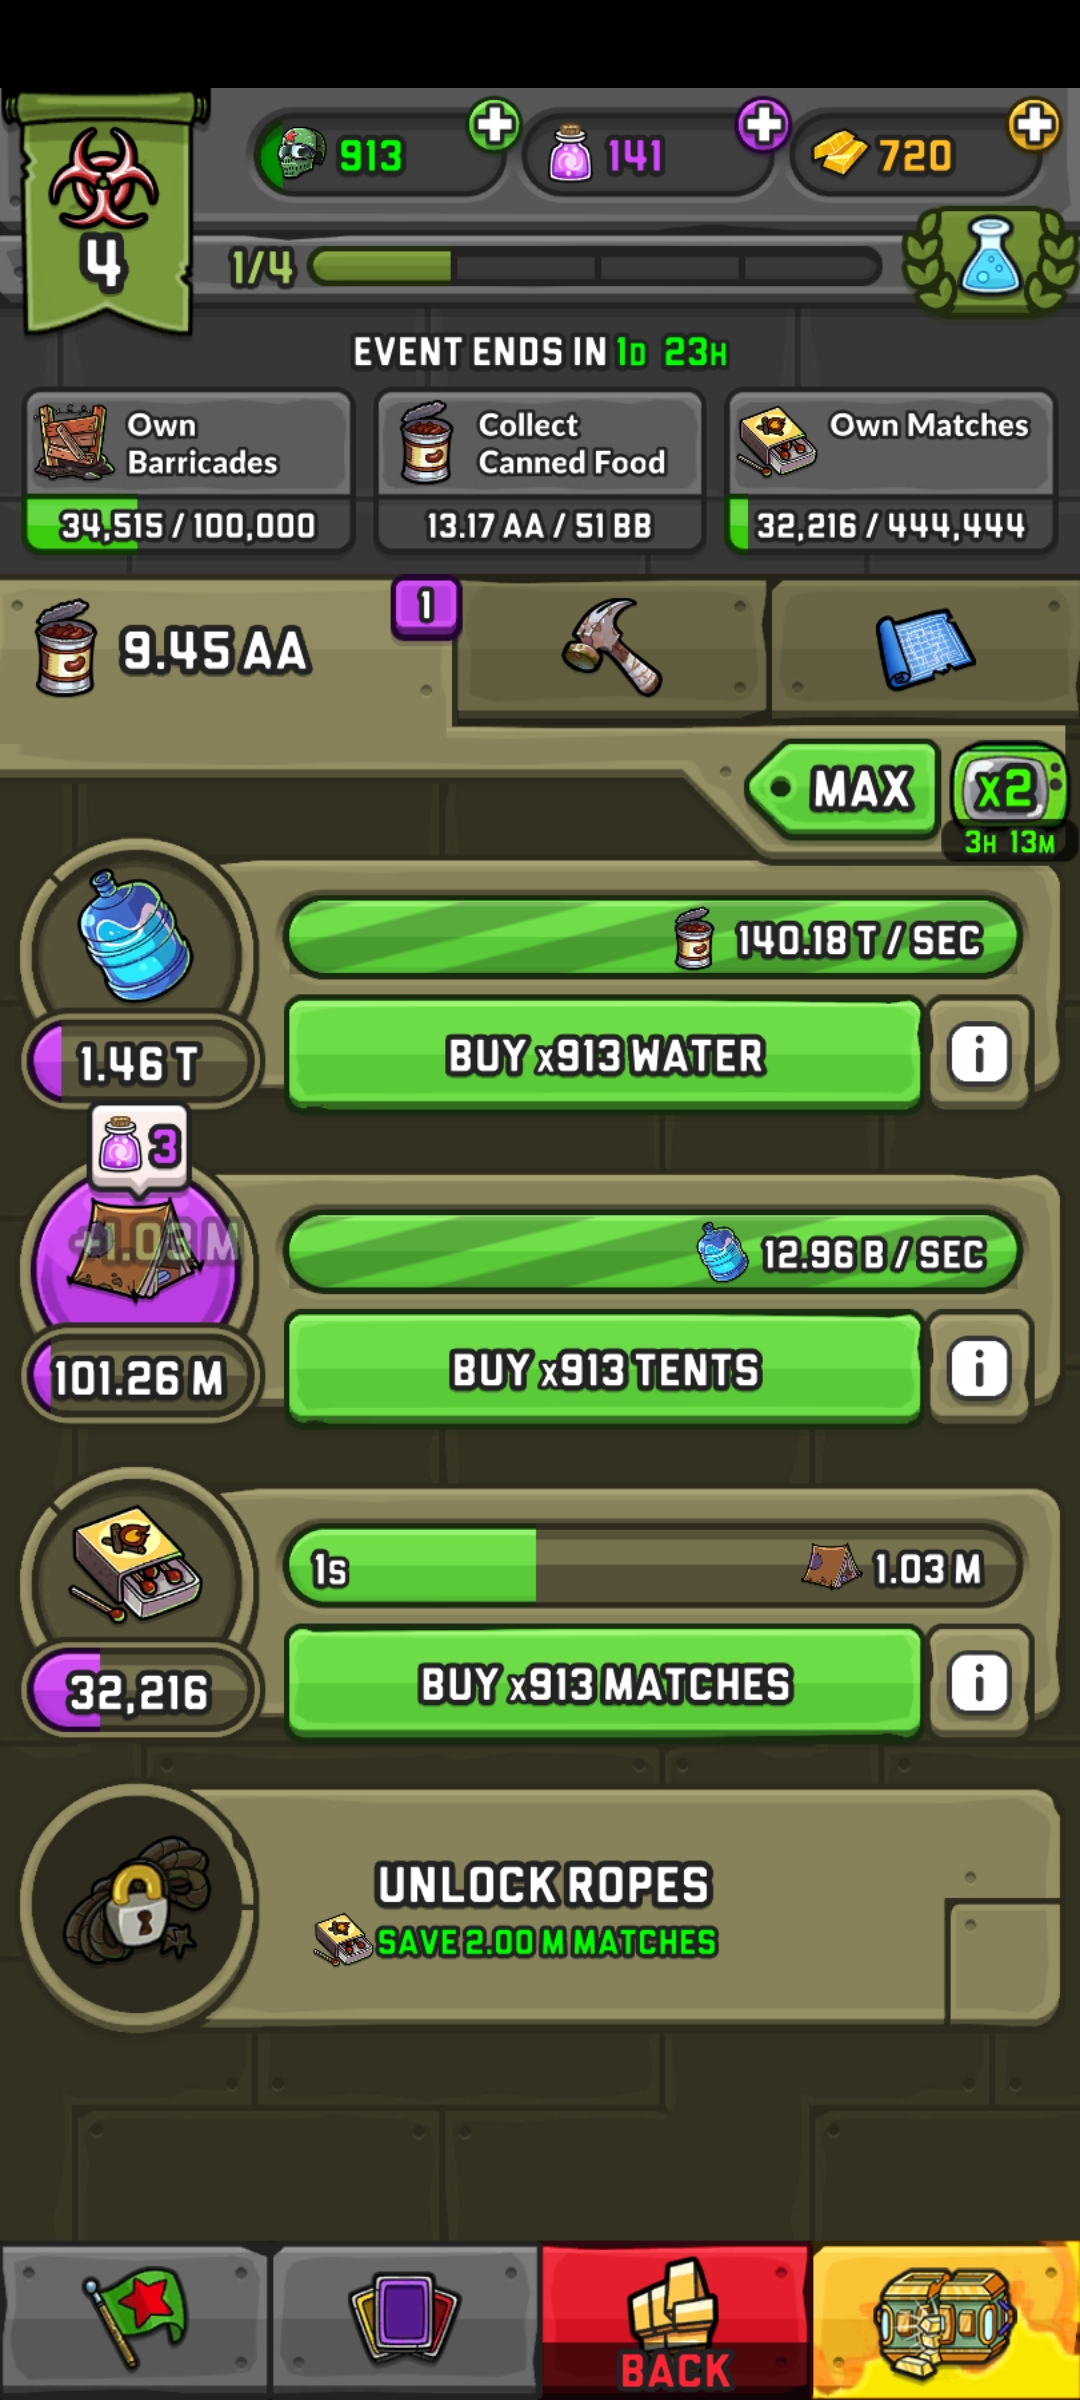 913
141
720
4
1/4
EVENT ENDS IN 1D 23H
Own
Barricades
34,515 / 100,000
Collect
Canned Food
13.17 AA / 51 BB
Own Matches
32,216 / 444,444
9.45 AA
1
MAX
x2
3H 13M
140.18 T / SEC
1.46 T
BUY x913 WATER
i
3
+1.03 M
12.96 B / SEC
101.26 M
BUY x913 TENTS
i
1s
1.03 M
32,216
BUY x913 MATCHES
i
UNLOCK ROPES
SAVE 2.00 M MATCHES
BACK